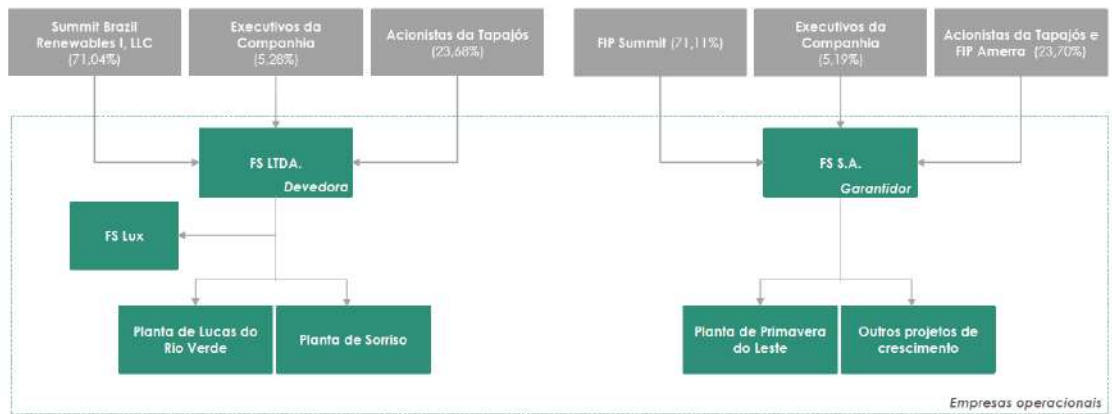 Summit Brazil
Renewables I, LLC
(71,04%)
Executivos da
Companhia
(5,28%)
Acionistas da Tapajós
(23,68%)
FIP Summit (71,11%)
Executivos da
Companhia
(5,19%)
Acionistas da Tapajós e
FIP Amerra (23,70%)
FS LTDA.
Devedora
FS S.A.
Garantidor
FS Lux
Planta de Lucas do
Rio Verde
Planta de Sorriso
Planta de Primavera
do Leste
Outros projetos de
crescimento
Empresas operacionais